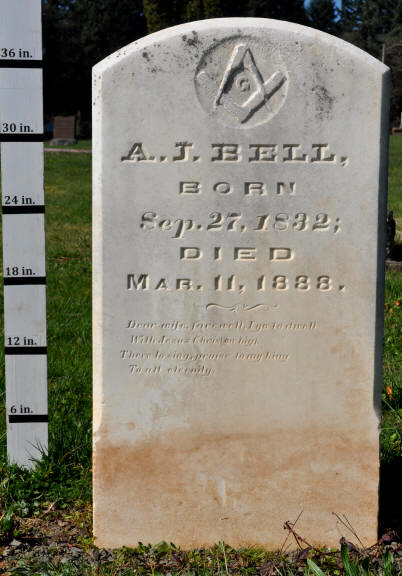 36 in.
30 in.
24 in.
18 in.
12 in.
6 in.
G
A. J. BELL,
BORN
Sep. 27, 1832;
DIED
MAR. 11, 1888.
Dear wife, farewell, I go to dwell
With Jesus Christ on high
There to sing, praise to my king
To all eternity.